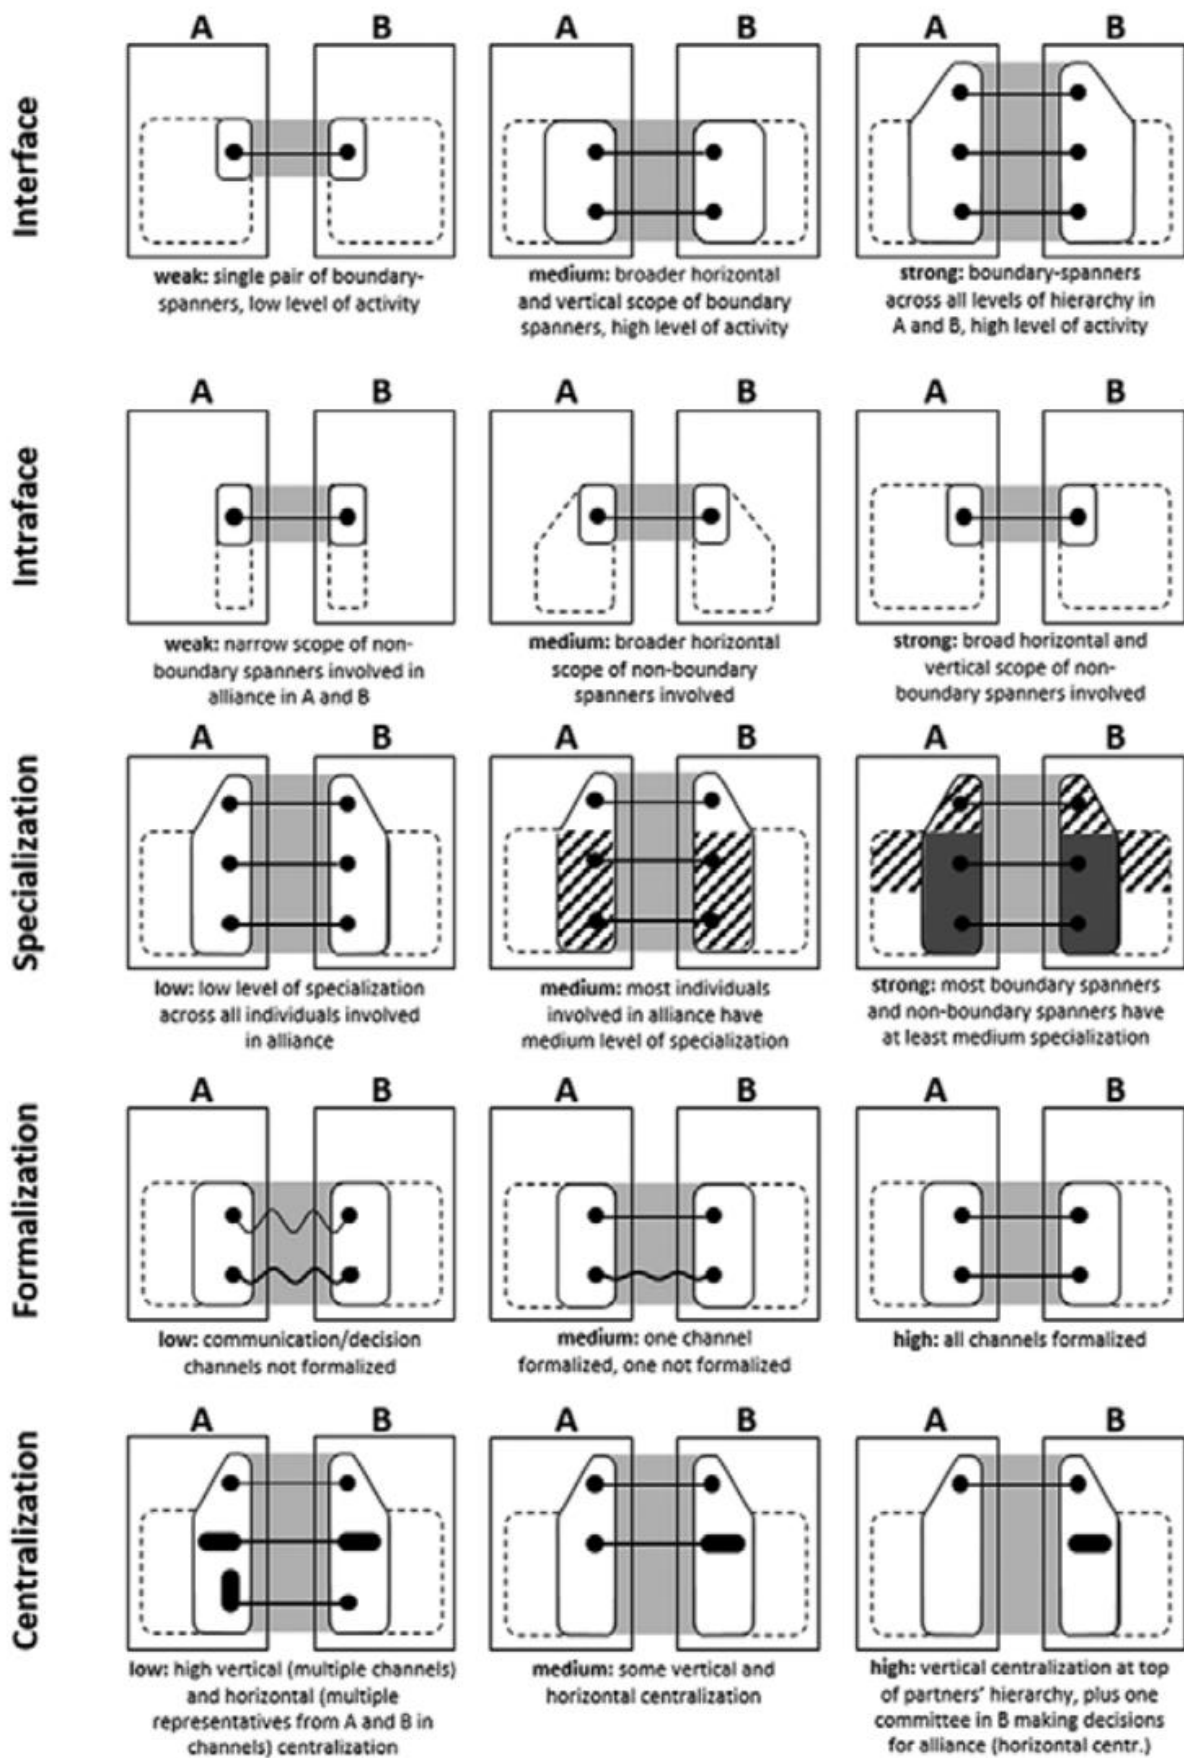 A B A B A B
Interface
weak: single pair of boundary-
spanners, low level of activity
medium: broader horizontal
and vertical scope of boundary
spanners, high level of activity
strong: boundary-spanners
across all levels of hierarchy in
A and B, high level of activity
A B A B A B
Intraface
weak: narrow scope of non-
boundary spanners involved in
alliance in A and B
medium: broader horizontal
scope of non-boundary
spanners involved
strong: broad horizontal and
vertical scope of non-
boundary spanners involved
A B A B A B
Specialization
low: low level of specialization
across all individuals involved
in alliance
medium: most individuals
involved in alliance have
medium level of specialization
strong: most boundary spanners
and non-boundary spanners have
at least medium specialization
A B A B A B
Formalization
low: communication/decision
channels not formalized
medium: one channel
formalized, one not formalized
high: all channels formalized
A B A B A B
Centralization
low: high vertical (multiple channels)
and horizontal (multiple
representatives from A and B in
channels) centralization
medium: some vertical and
horizontal centralization
high: vertical centralization at top
of partners' hierarchy, plus one
committee in B making decisions
for alliance (horizontal centr.)